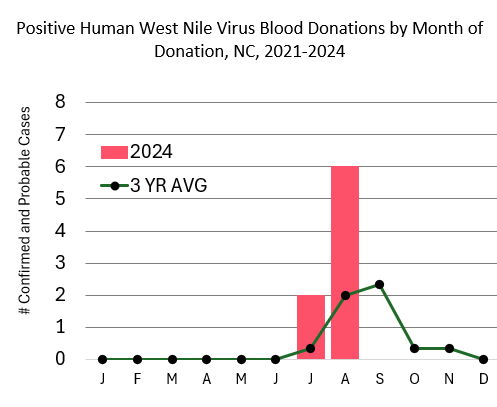 Positive Human West Nile Virus Blood Donations by Month of
Donation, NC, 2021-2024
# Confirmed and Probable Cases
8
7
6
5
4
3
2
1
0
2024
3 YR AVG
J F M A M J J A S O N D